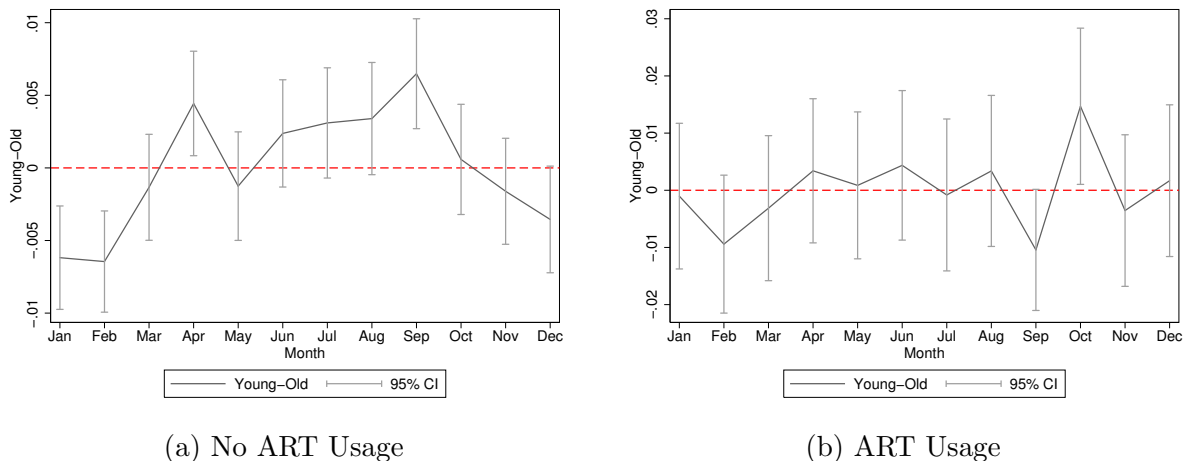 .01
.005
0
-.005
-.01
Young-Old
Jan Feb Mar Apr May Jun Jul Aug Sep Oct Nov Dec
Month
Young-Old 95% CI
(a) No ART Usage
.03
.02
.01
0
-.01
-.02
Young-Old
Jan Feb Mar Apr May Jun Jul Aug Sep Oct Nov Dec
Month
Young-Old 95% CI
(b) ART Usage